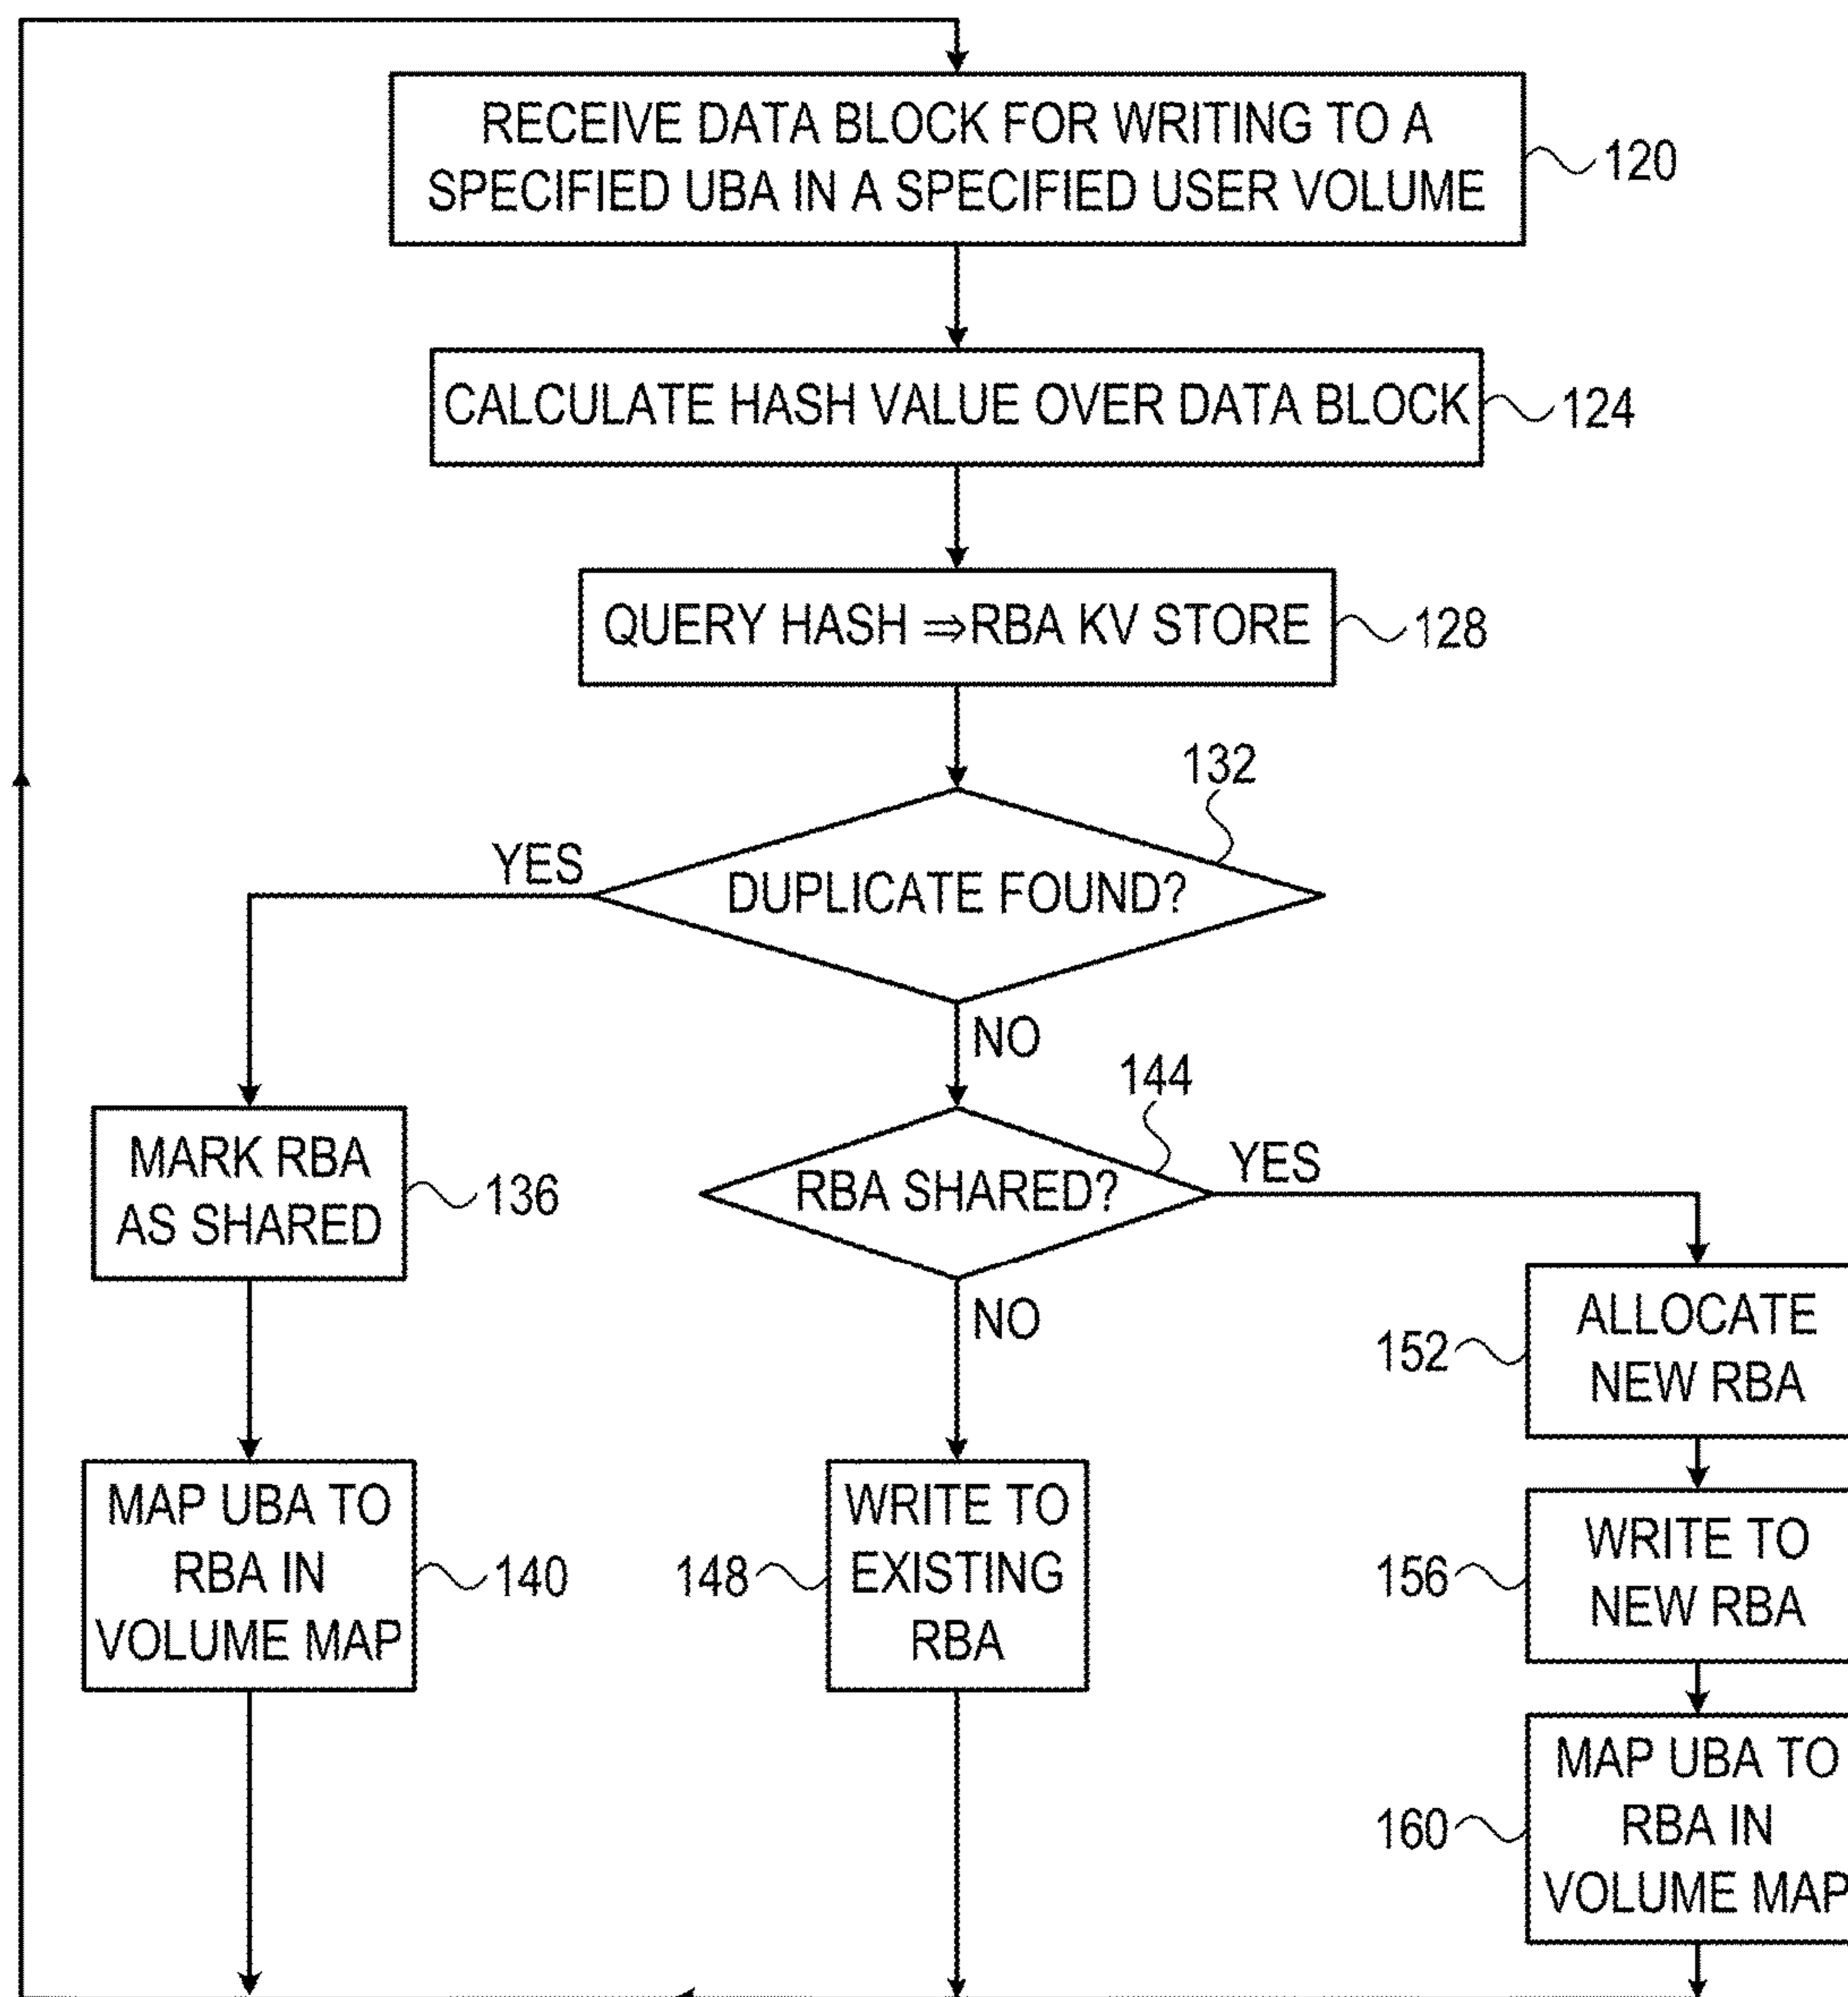 RECEIVE DATA BLOCK FOR WRITING TO A
SPECIFIED UBA IN A SPECIFIED USER VOLUME
120
CALCULATE HASH VALUE OVER DATA BLOCK
124
QUERY HASH ⇒RBA KV STORE
128
132
YES
DUPLICATE FOUND?
NO
144
MARK RBA
AS SHARED
136
RBA SHARED?
YES
NO
ALLOCATE
NEW RBA
152
MAP UBA TO
RBA IN
VOLUME MAP
140
WRITE TO
EXISTING
RBA
148
WRITE TO
NEW RBA
156
MAP UBA TO
RBA IN
VOLUME MAP
160